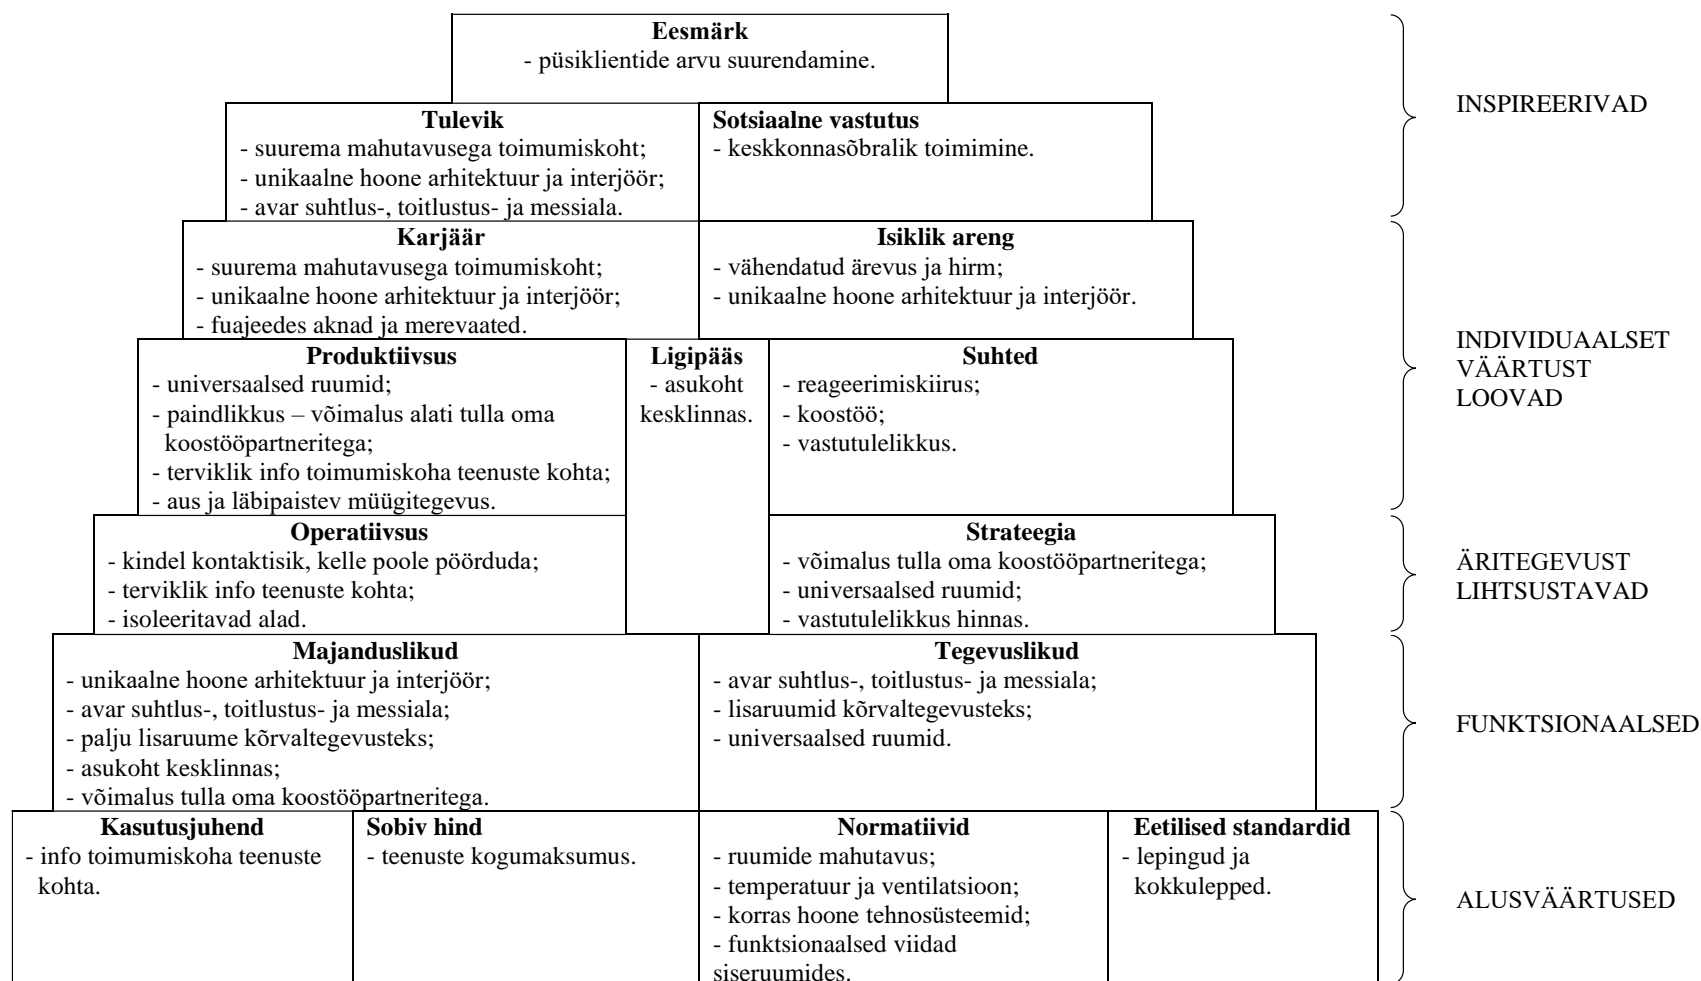 Eesmärk
- püsiklientide arvu suurendamine.
INSPIREERIVAD
Tulevik
- suurema mahutavusega toimumiskoht;
- unikaalne hoone arhitektuur ja interjöör;
- avar suhtlus-, toitlustus- ja messiala.
Sotsiaalne vastutus
- keskkonnasõbralik toimimine.
Karjäär
- suurema mahutavusega toimumiskoht;
- unikaalne hoone arhitektuur ja interjöör;
- fuajeedes aknad ja merevaated.
Isiklik areng
- vähendatud ärevus ja hirm;
- unikaalne hoone arhitektuur ja interjöör.
INDIVIDUAALSET
VÄÄRTUST
LOOVAD
Produktiivsus
- universaalsed ruumid;
- paindlikkus – võimalus alati tulla oma
koostööpartneritega;
- terviklik info toimumiskoha teenuste kohta;
- aus ja läbipaistev müügitegevus.
Ligipääs
- asukoht
kesklinnas.
Suhted
- reageerimiskiirus;
- koostöö;
- vastutulelikkus.
Operatiivsus
- kindel kontaktisik, kelle poole pöörduda;
- terviklik info teenuste kohta;
- isoleeritavad alad.
Strateegia
- võimalus tulla oma koostööpartneritega;
- universaalsed ruumid;
- vastutulelikkus hinnas.
ÄRITEGEVUST
LIHTSUSTAVAD
Majanduslikud
- unikaalne hoone arhitektuur ja interjöör;
- avar suhtlus-, toitlustus- ja messiala;
- palju lisaruume kõrvaltegevusteks;
- asukoht kesklinnas;
- võimalus tulla oma koostööpartneritega.
Tegevuslikud
- avar suhtlus-, toitlustus- ja messiala;
- lisaruumid kõrvaltegevusteks;
- universaalsed ruumid.
FUNKTSIONAALSED
Kasutusjuhend
- info toimumiskoha teenuste
kohta.
Sobiv hind
- teenuste kogumaksumus.
Normatiivid
- ruumide mahutavus;
- temperatuur ja ventilatsioon;
- korras hoone tehnosüsteemid;
- funktsionaalsed viidad
siseruumides.
Eetilised standardid
- lepingud ja
kokkulepped.
ALUSVÄÄRTUSED